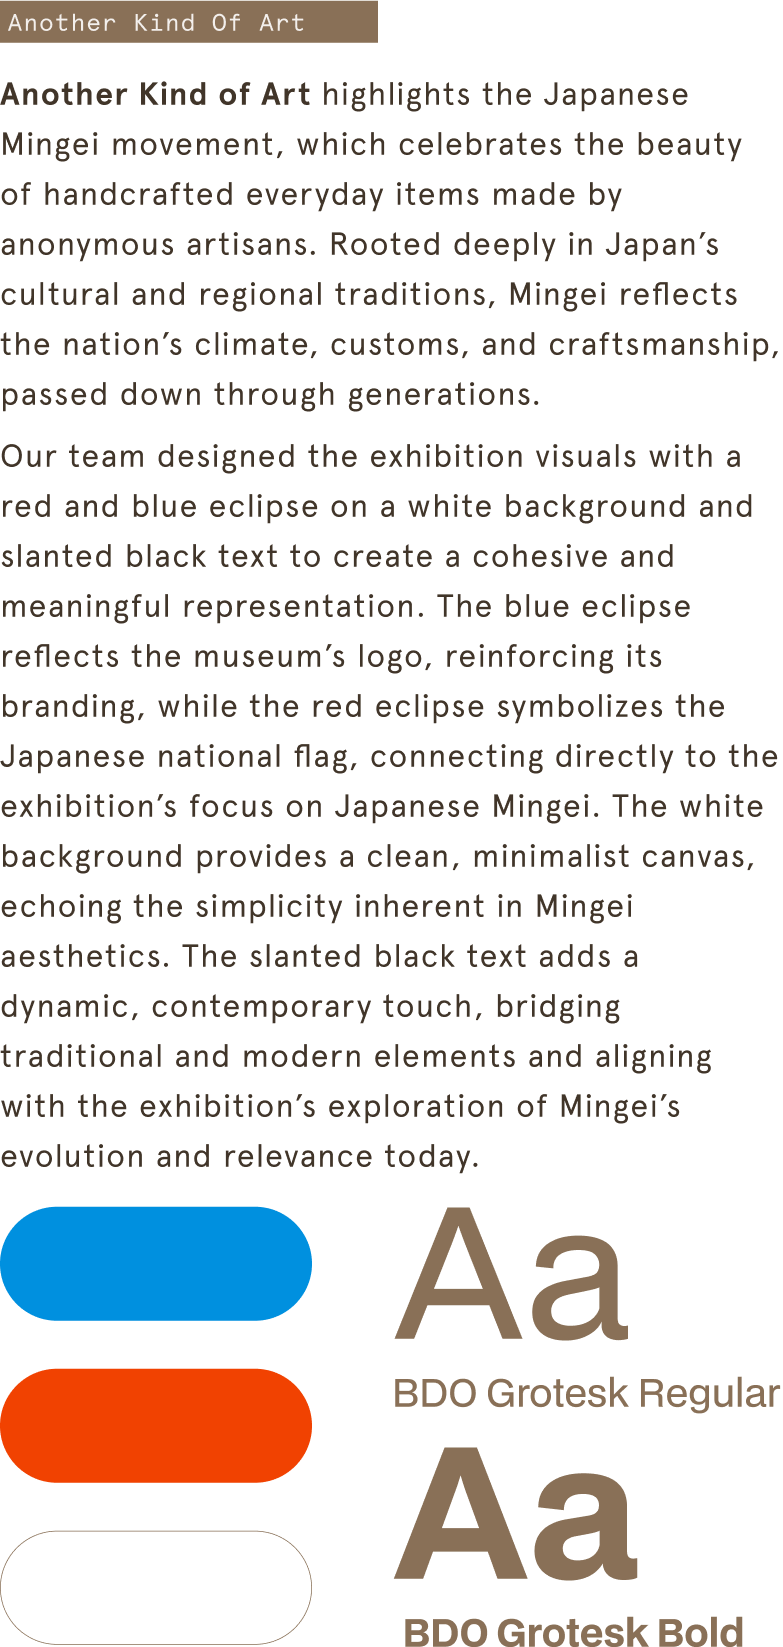 Another Kind Of Art
Another Kind of Art highlights the Japanese
Mingei movement, which celebrates the beauty
of handcrafted everyday items made by
anonymous artisans. Rooted deeply in Japan’s
cultural and regional traditions, Mingei reflects
the nation’s climate, customs, and craftsmanship,
passed down through generations.
Our team designed the exhibition visuals with a
red and blue eclipse on a white background and
slanted black text to create a cohesive and
meaningful representation. The blue eclipse
reflects the museum’s logo, reinforcing its
branding, while the red eclipse symbolizes the
Japanese national flag, connecting directly to the
exhibition’s focus on Japanese Mingei. The white
background provides a clean, minimalist canvas,
echoing the simplicity inherent in Mingei
aesthetics. The slanted black text adds a
dynamic, contemporary touch, bridging
traditional and modern elements and aligning
with the exhibition’s exploration of Mingei’s
evolution and relevance today.
Aa
BDO Grotesk Regular
Aa
BDO Grotesk Bold